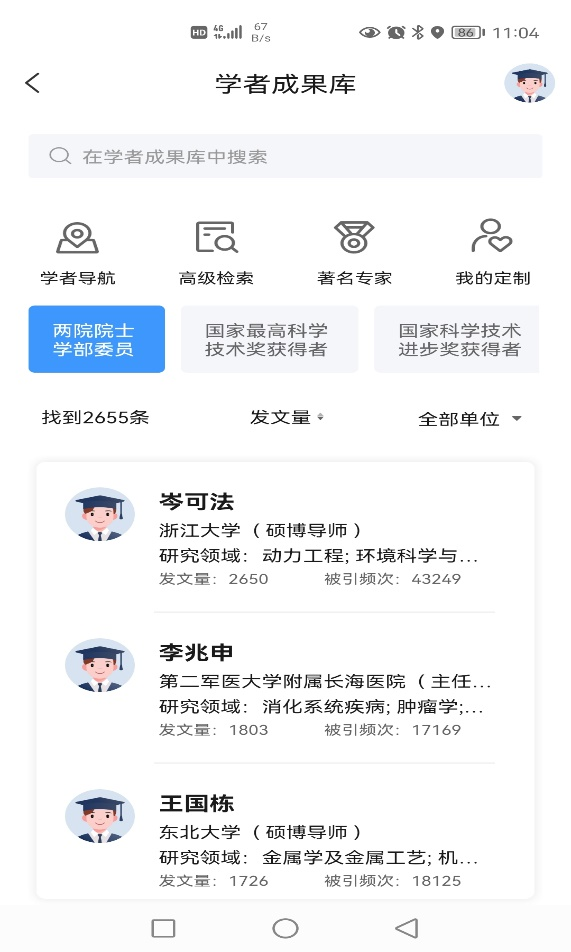 HD 4G 67 B/s 86 11:04
学者成果库
在学者成果库中搜索
学者导航 高级检索 著名专家 我的定制
两院院士 国家最高科学 国家科学技术
学部委员 技术奖获得者 进步奖获得者
找到2655条 发文量 全部单位
岑可法
浙江大学（硕博导师）
研究领域：动力工程; 环境科学与...
发文量：2650 被引频次：43249
李兆申
第二军医大学附属长海医院（主任...
研究领域：消化系统疾病; 肿瘤学;...
发文量：1803 被引频次：17169
王国栋
东北大学（硕博导师）
研究领域：金属学及金属工艺; 机...
发文量：1726 被引频次：18125